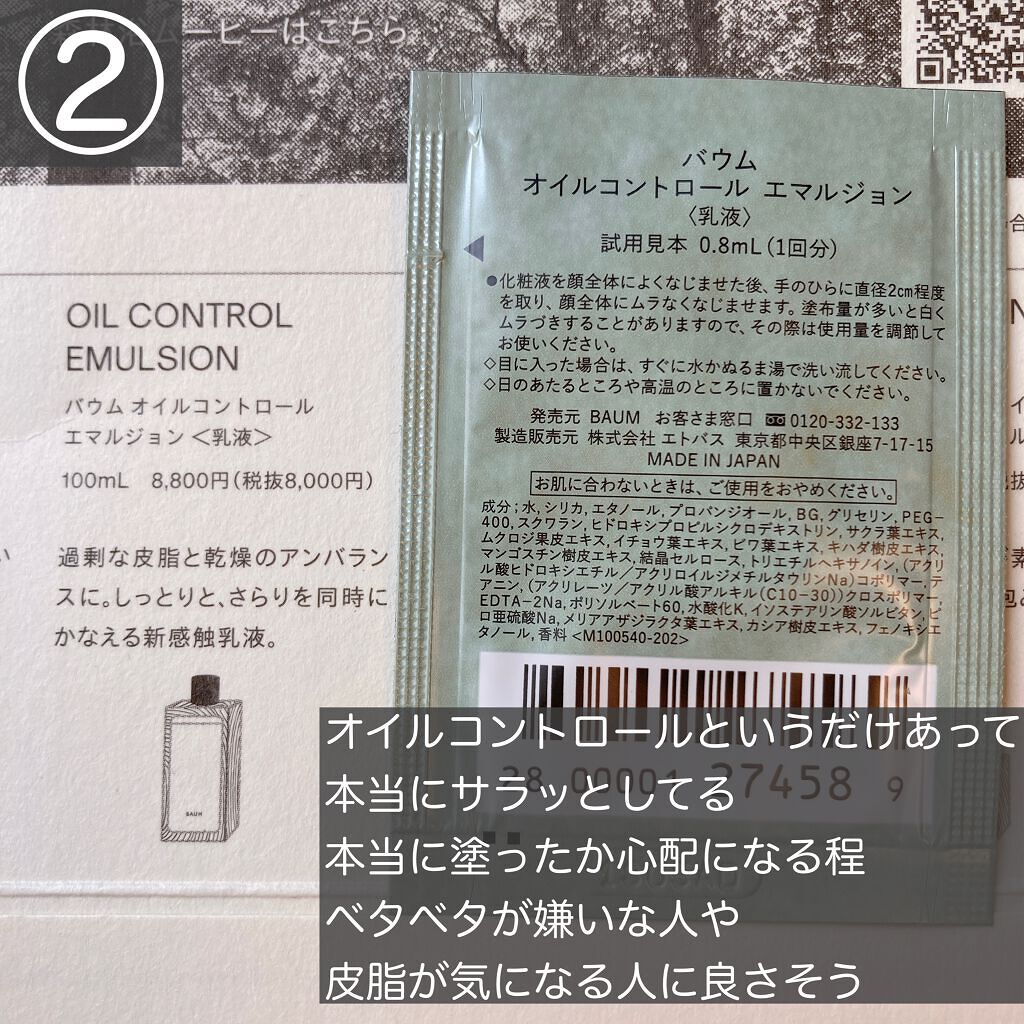 ②
ムービーはこちら
OIL CONTROL
EMULSION
バウム オイルコントロール
エマルジョン <乳液>
100mL 8,800円(税抜8,000円)
過剰な皮脂と乾燥のアンバラン
スに。しっとりと、さらりを同時に
かなえる新感触乳液。
BAUM
バウム
オイルコントロール エマルジョン
〈乳液〉
試用見本 0.8mL(1回分)
●化粧液を顔全体によくなじませた後、手のひらに直径2cm程度
を取り、顔全体にムラなくなじませます。塗布量が多いと白く
ムラづきすることがありますので、その際は使用量を調節して
お使いください。
◇目に入った場合は、すぐに水かぬるま湯で洗い流してください。
◇日のあたるところや高温のところに置かないでください。
発売元 BAUM お客さま窓口 0120-332-133
製造販売元 株式会社 エトバス 東京都中央区銀座7-17-15
MADE IN JAPAN
お肌に合わないときは、ご使用をおやめください。
成分;水,シリカ,エタノール,プロパンジオール,BG,グリセリン,PEG-
400,スクワラン,ヒドロキシプロピルシクロデキストリン,サクラ葉エキス,
ムクロジ果皮エキス,イチョウ葉エキス,ビワ葉エキス,キハダ樹皮エキス,
マンゴスチン樹皮エキス,結晶セルロース,トリエチルヘキサノイン,(アクリ
ル酸ヒドロキシエチル/アクリロイルジメチルタウリンNa)コポリマー,テ
アニン,(アクリレーツ/アクリル酸アルキル(C10-30))クロスポリマー,
EDTA-2Na,ポリソルベート60,水酸化K,イソステアリン酸ソルビタン,ピ
ロ亜硫酸Na,メリアアザジラクタ葉エキス,カシア樹皮エキス,フェノキシエ
タノール,香料 <M100540-202>
27458 9
オイルコントロールというだけあって
本当にサラッとしてる
本当に塗ったか心配になる程
ベタベタが嫌いな人や
皮脂が気になる人に良さそう